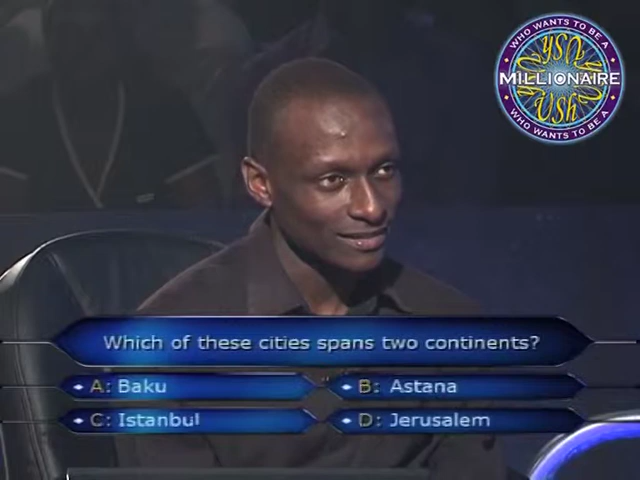 WHO WANTS TO BE A
MILLIONAIRE
USh
WHO WANTS TO BE A
Which of these cities spans two continents?
A: Baku
B: Astana
C: Istanbul
D: Jerusalem